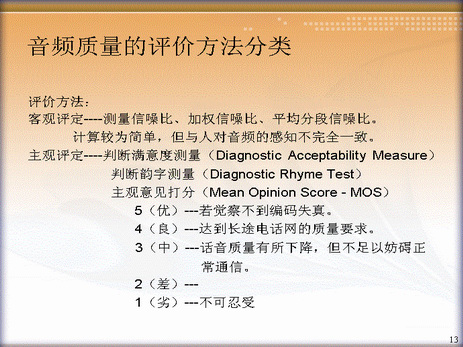 音频质量的评价方法分类
评价方法：
客观评定----测量信噪比、加权信噪比、平均分段信噪比。
计算较为简单，但与人对音频的感知不完全一致。
主观评定----判断满意度测量（Diagnostic Acceptability Measure）
判断韵字测量（Diagnostic Rhyme Test）
主观意见打分（Mean Opinion Score - MOS）
5（优）---若觉察不到编码失真。
4（良）---达到长途电话网的质量要求。
3（中）---话音质量有所下降，但不足以妨碍正
常通信。
2（差）---
1（劣）---不可忍受
13